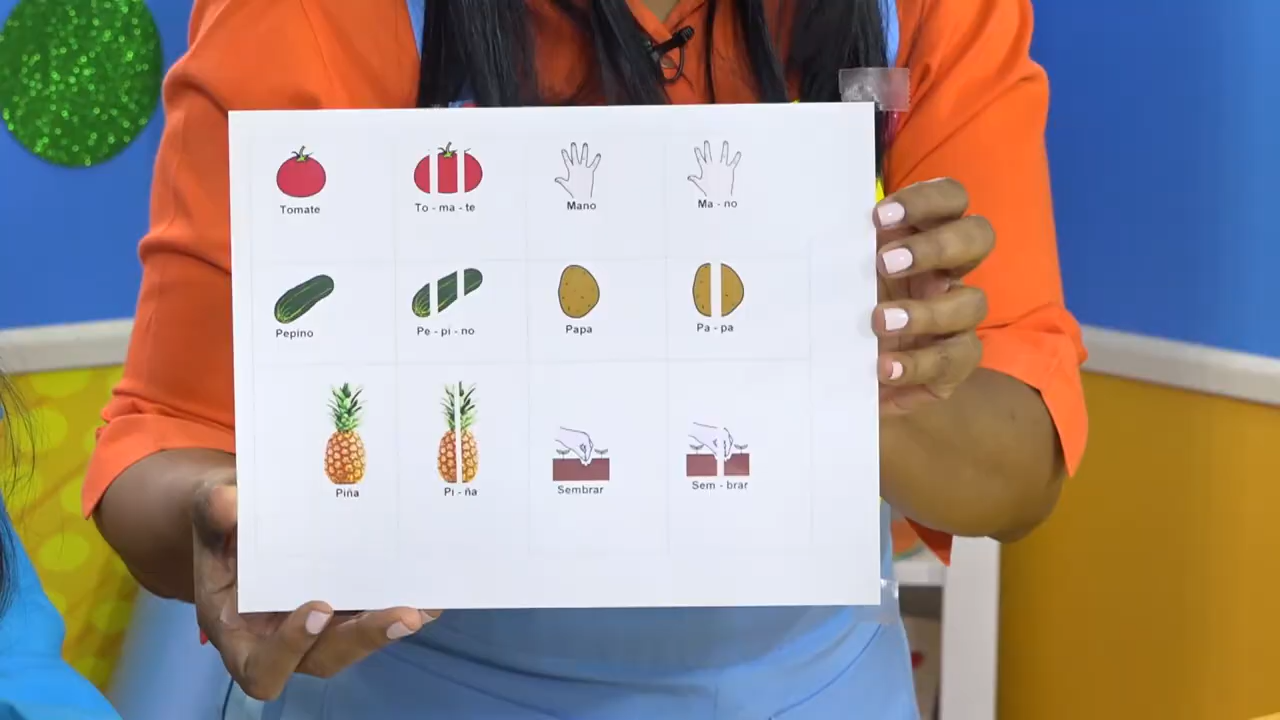 Tomate
To - ma - te
Mano
Ma - no
Pepino
Pe - pi - no
Papa
Pa - pa
Piña
Pi - ña
Sembrar
Sem - brar